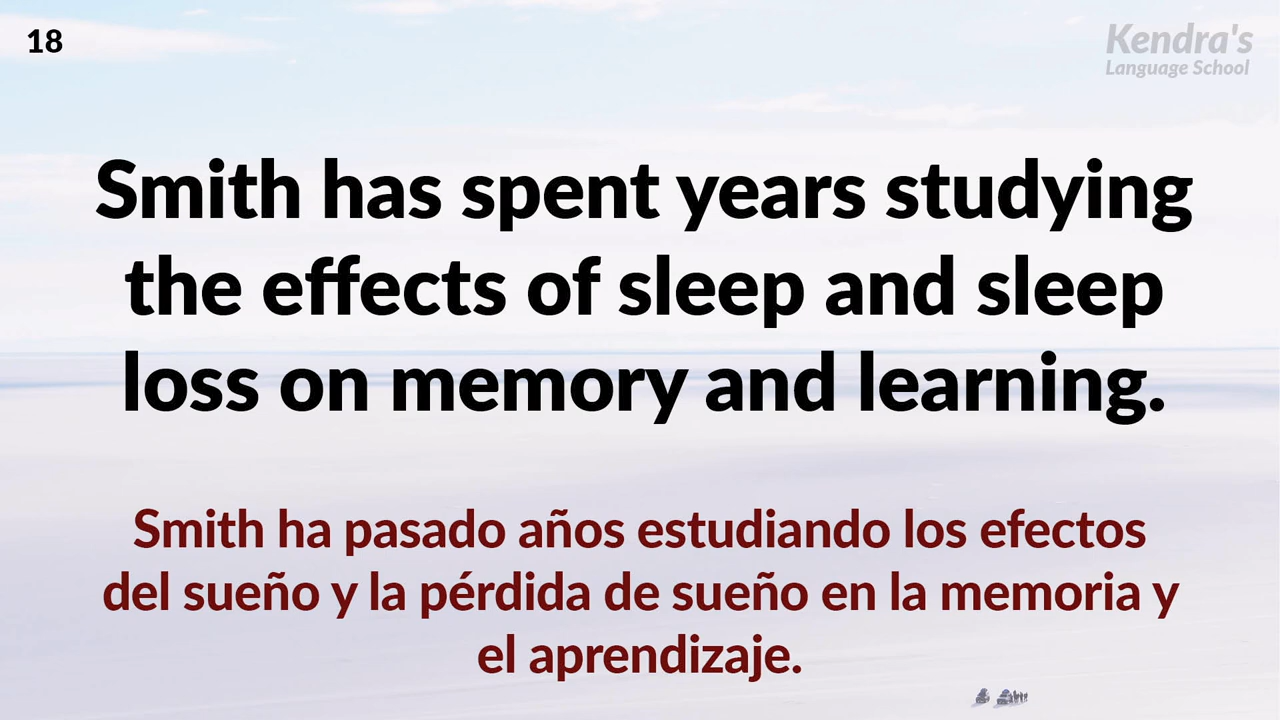 18
Kendra's
Language School
Smith has spent years studying
the effects of sleep and sleep
loss on memory and learning.
Smith ha pasado años estudiando los efectos
del sueño y la pérdida de sueño en la memoria y
el aprendizaje.